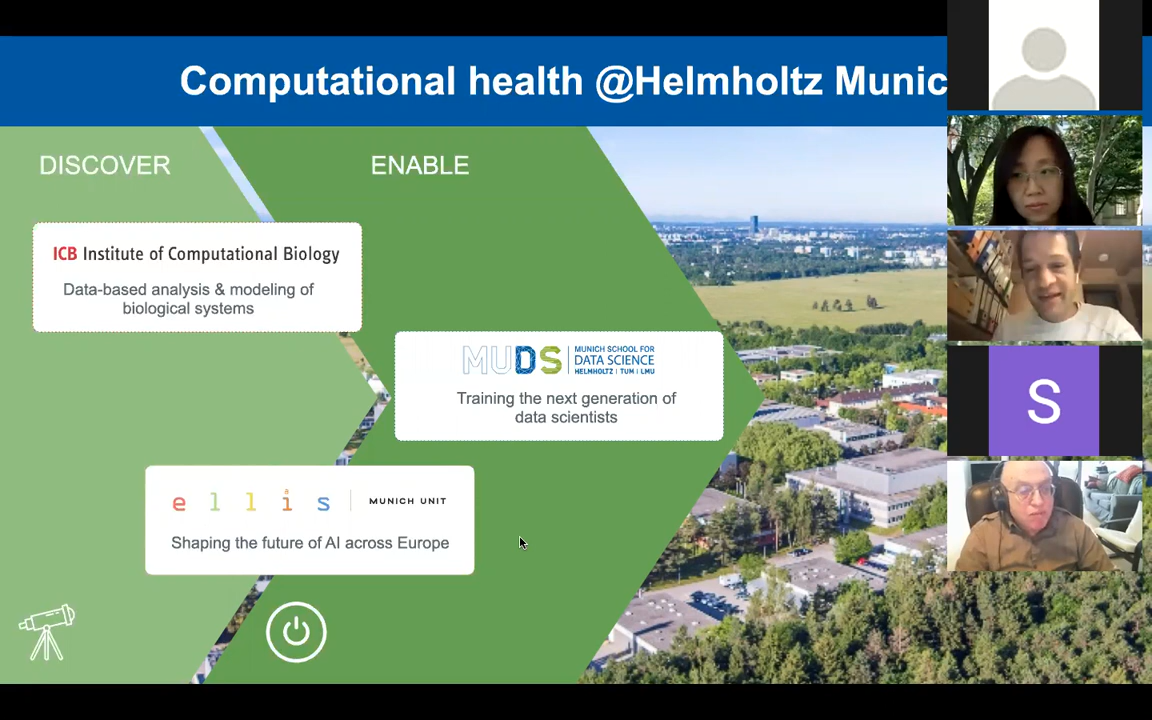 Computational health @Helmholtz Munic
DISCOVER
ENABLE
ICB Institute of Computational Biology
Data-based analysis & modeling of
biological systems
MUDS
MUNICH SCHOOL FOR
DATA SCIENCE
HELMHOLTZ | TUM | LMU
Training the next generation of
data scientists
ellis
MUNICH UNIT
Shaping the future of AI across Europe
S